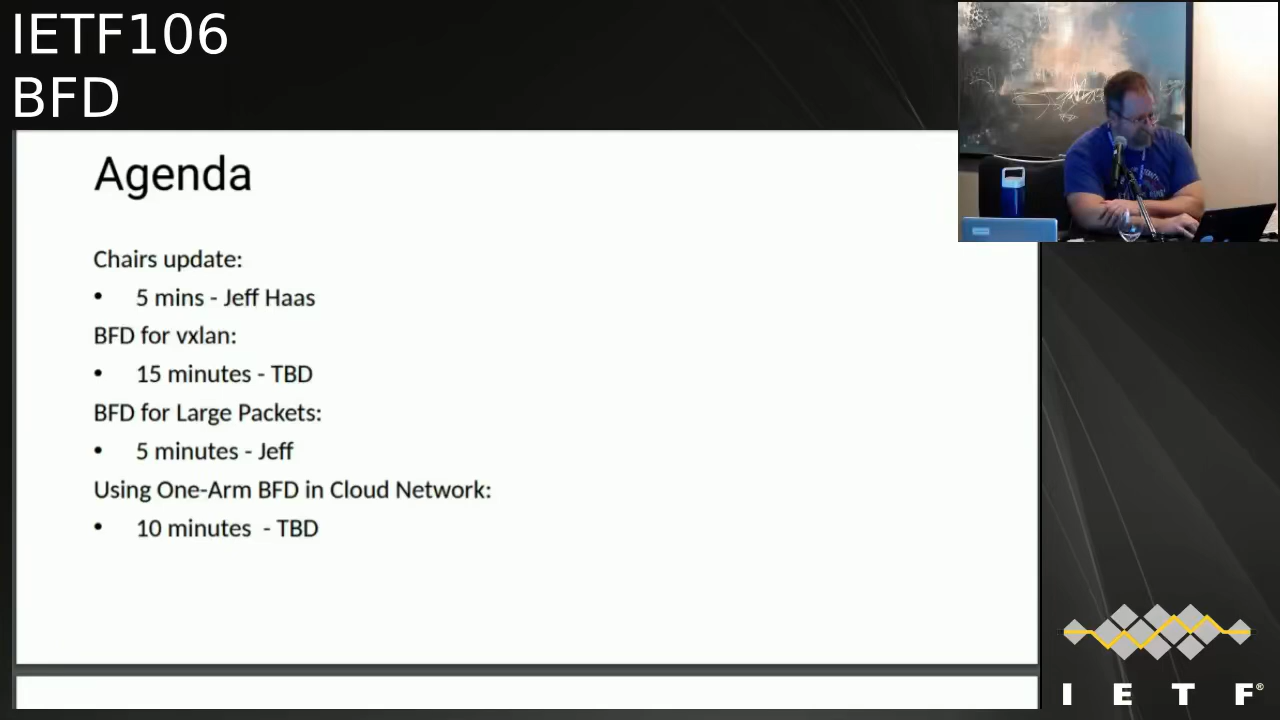 IETF106
BFD
Agenda
Chairs update:
• 5 mins - Jeff Haas
BFD for vxlan:
• 15 minutes - TBD
BFD for Large Packets:
• 5 minutes - Jeff
Using One-Arm BFD in Cloud Network:
• 10 minutes - TBD
I E T F®